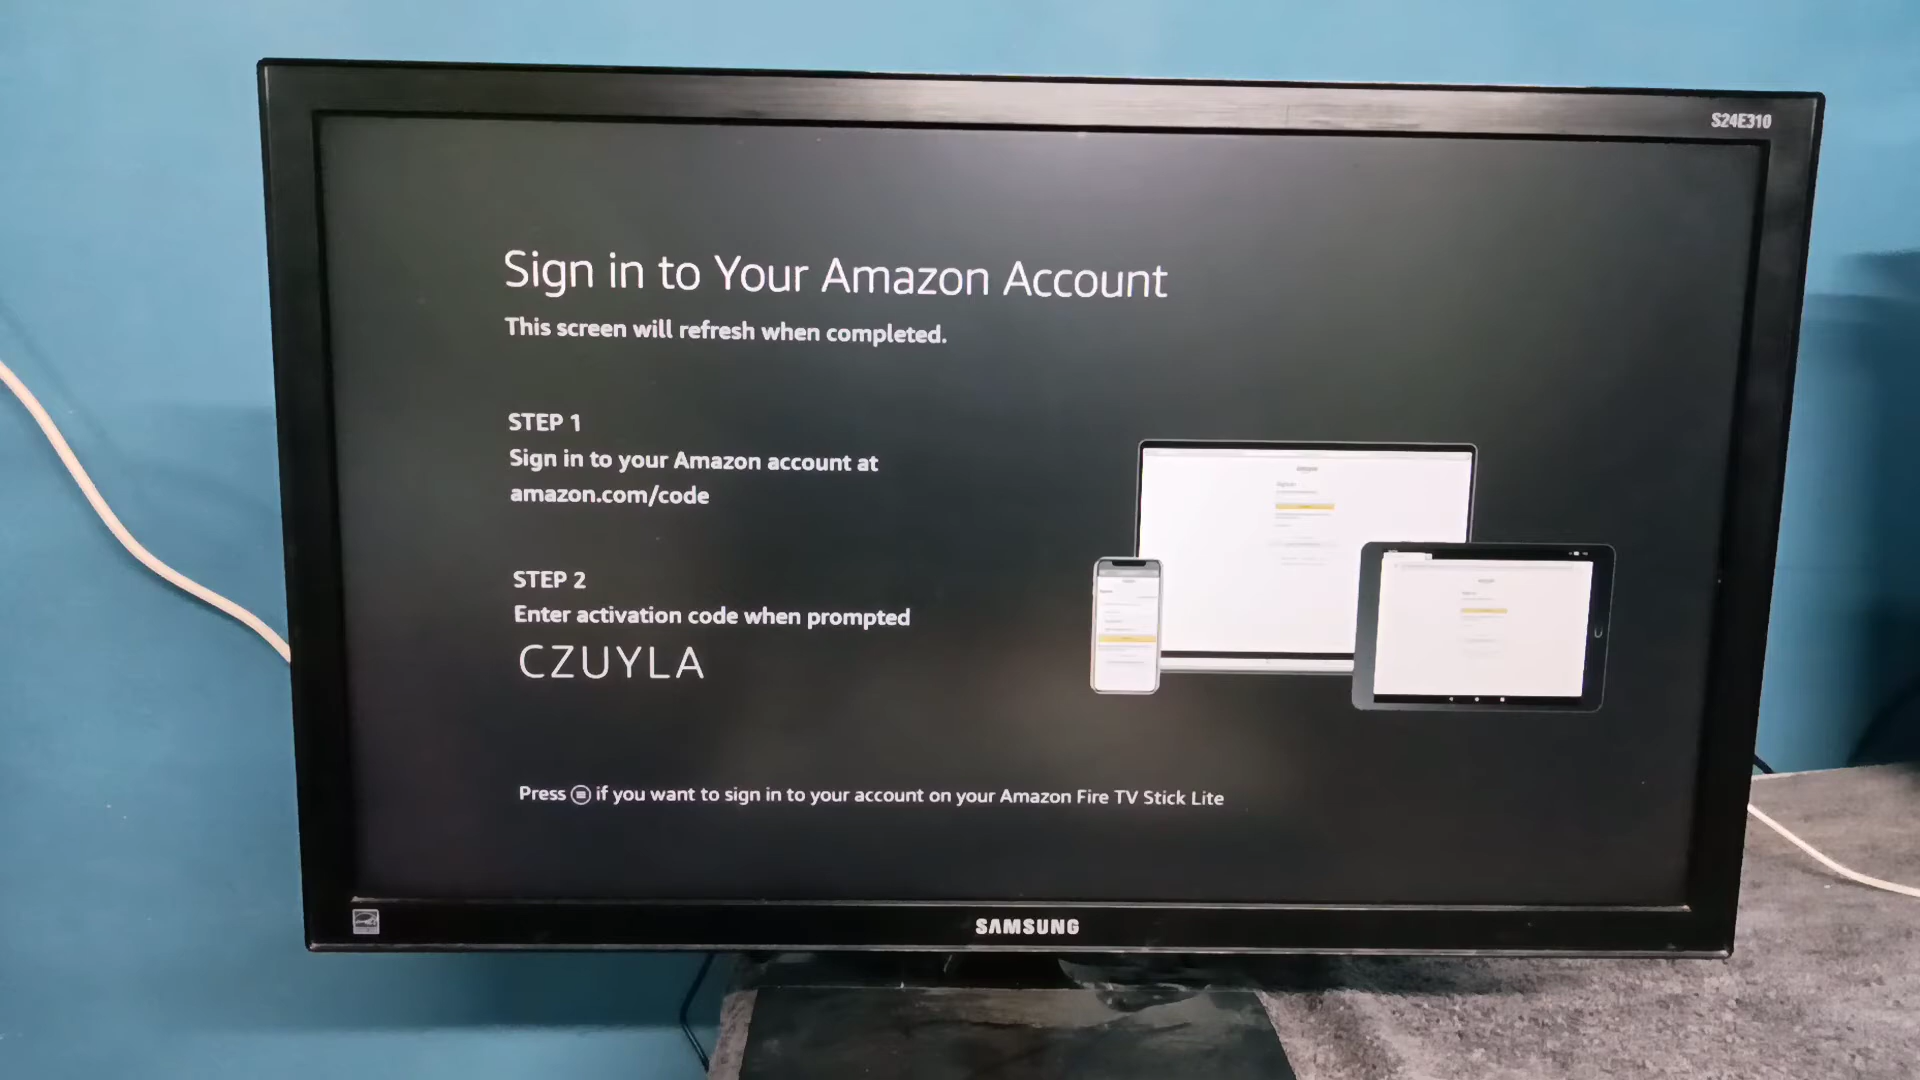 S24E310
Sign in to Your Amazon Account
This screen will refresh when completed.
STEP 1
Sign in to your Amazon account at
amazon.com/code
STEP 2
Enter activation code when prompted
CZUYLA
Press if you want to sign in to your account on your Amazon Fire TV Stick Lite
SAMSUNG